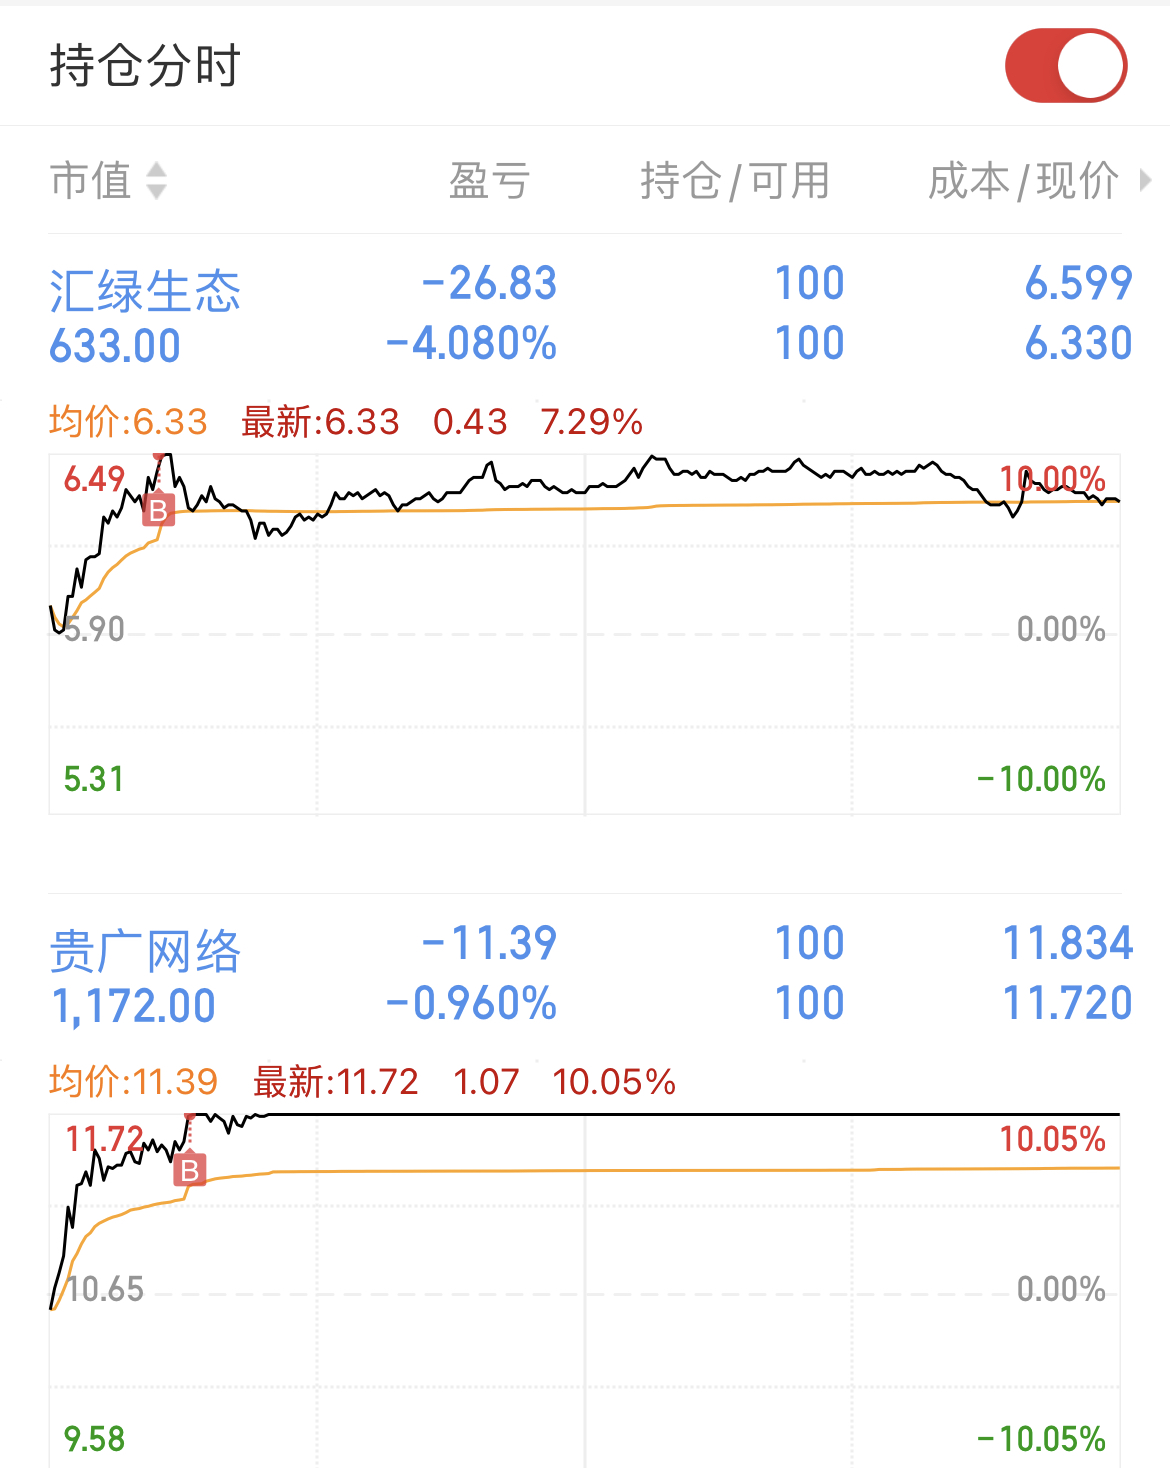 持仓分时
市值 盈亏 持仓/可用 成本/现价
汇绿生态 -26.83 100 6.599
633.00 -4.080% 100 6.330
均价:6.33 最新:6.33 0.43 7.29%
6.49 10.00%
B
5.90 0.00%
5.31 -10.00%
贵广网络 -11.39 100 11.834
1,172.00 -0.960% 100 11.720
均价:11.39 最新:11.72 1.07 10.05%
11.72 10.05%
B
10.65 0.00%
9.58 -10.05%